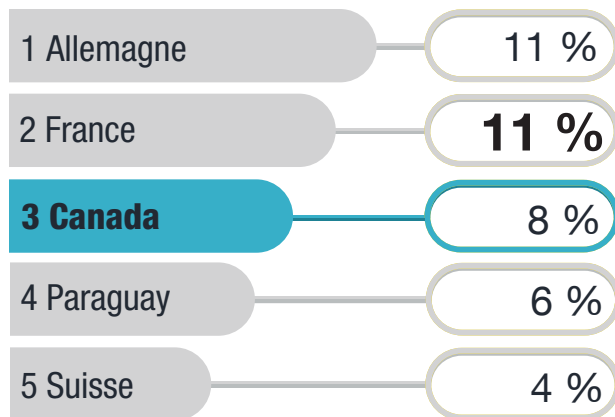 1 Allemagne 11 %
2 France 11 %
3 Canada 8 %
4 Paraguay 6 %
5 Suisse 4 %